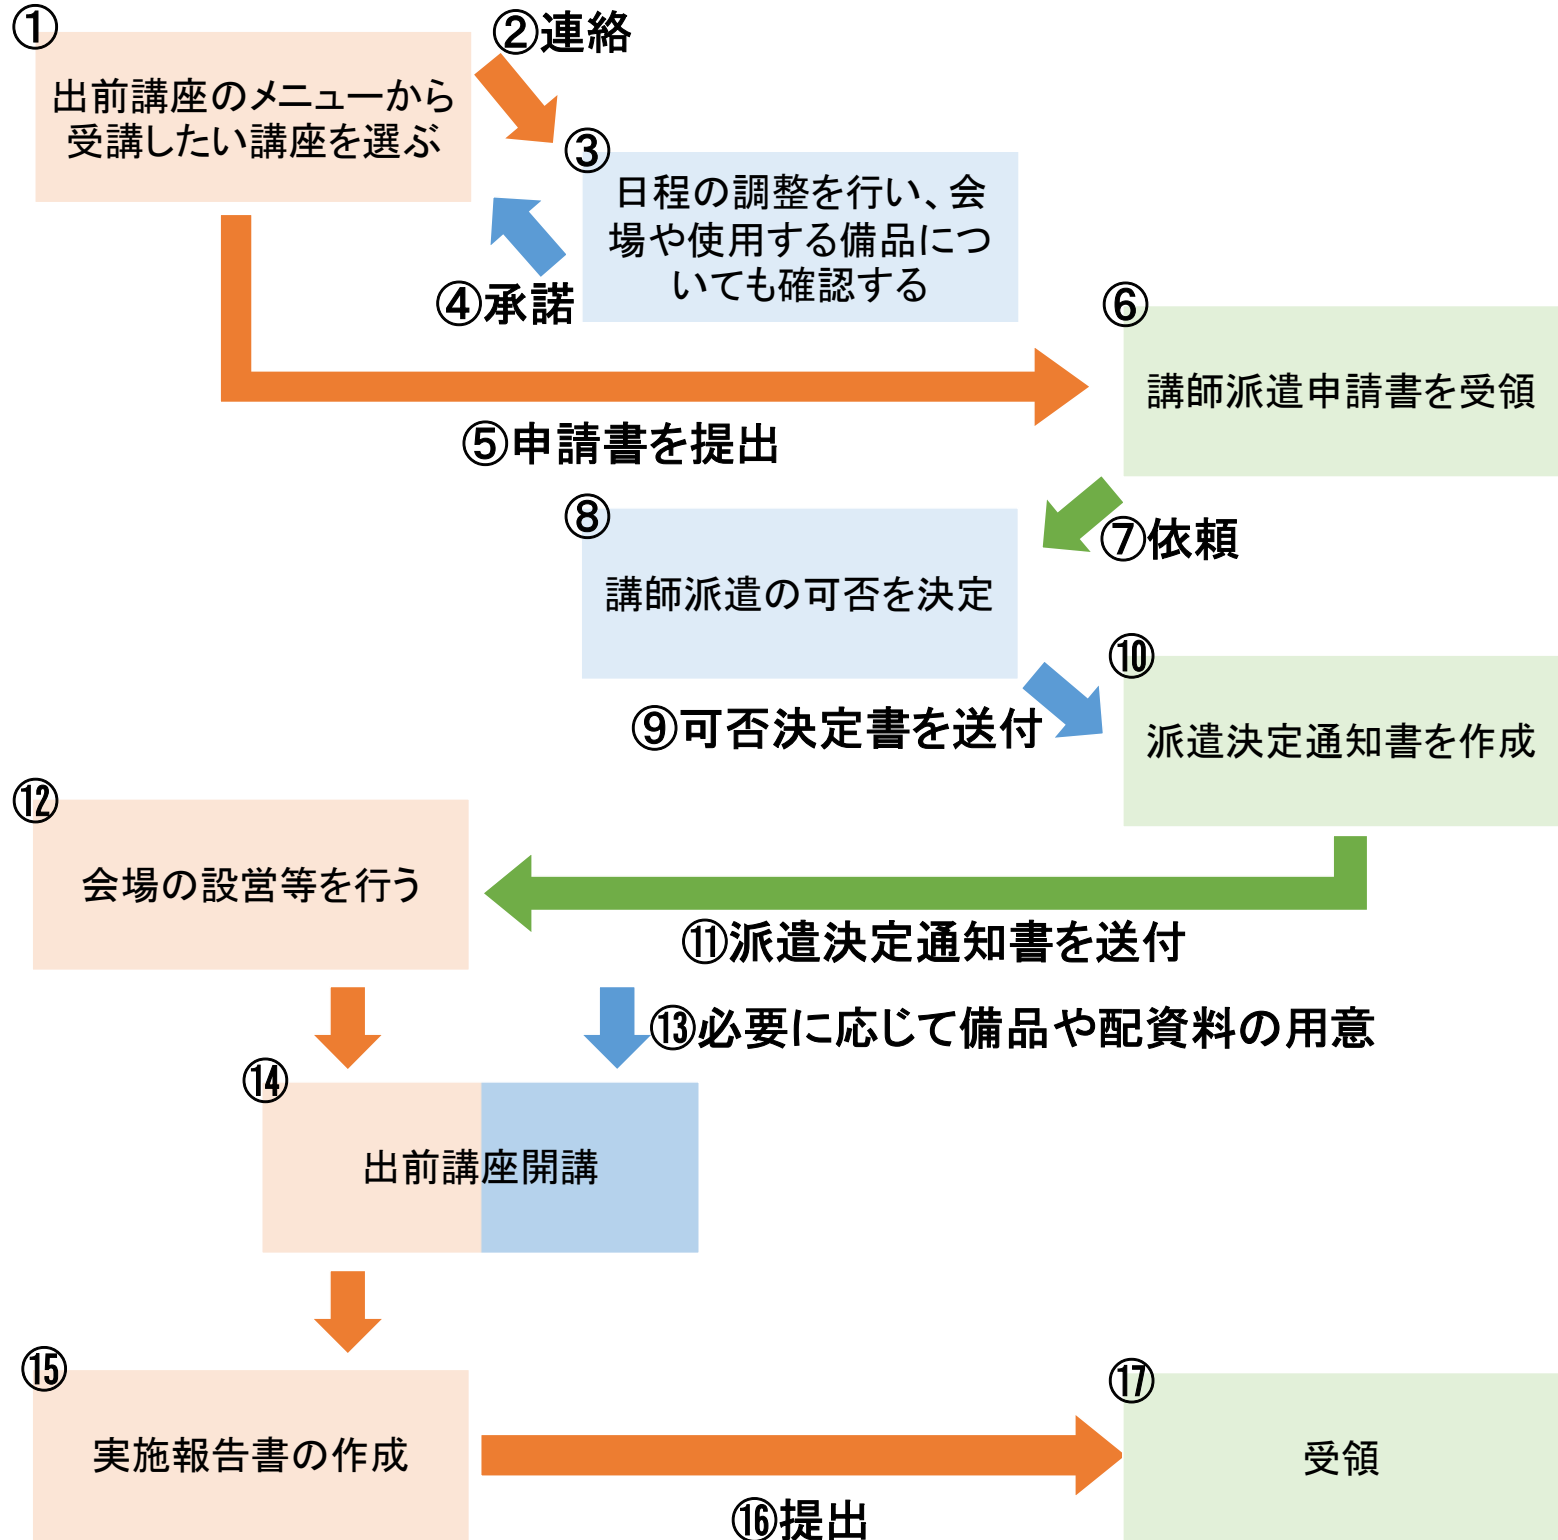 ①
出前講座のメニューから
受講したい講座を選ぶ
②連絡
③
日程の調整を行い、会
場や使用する備品につ
いても確認する
④承諾
⑤申請書を提出
⑥
講師派遣申請書を受領
⑦依頼
⑧
講師派遣の可否を決定
⑨可否決定書を送付
⑩
派遣決定通知書を作成
⑪派遣決定通知書を送付
⑫
会場の設営等を行う
⑬必要に応じて備品や配資料の用意
⑭
出前講座開講
⑮
実施報告書の作成
⑯提出
⑰
受領